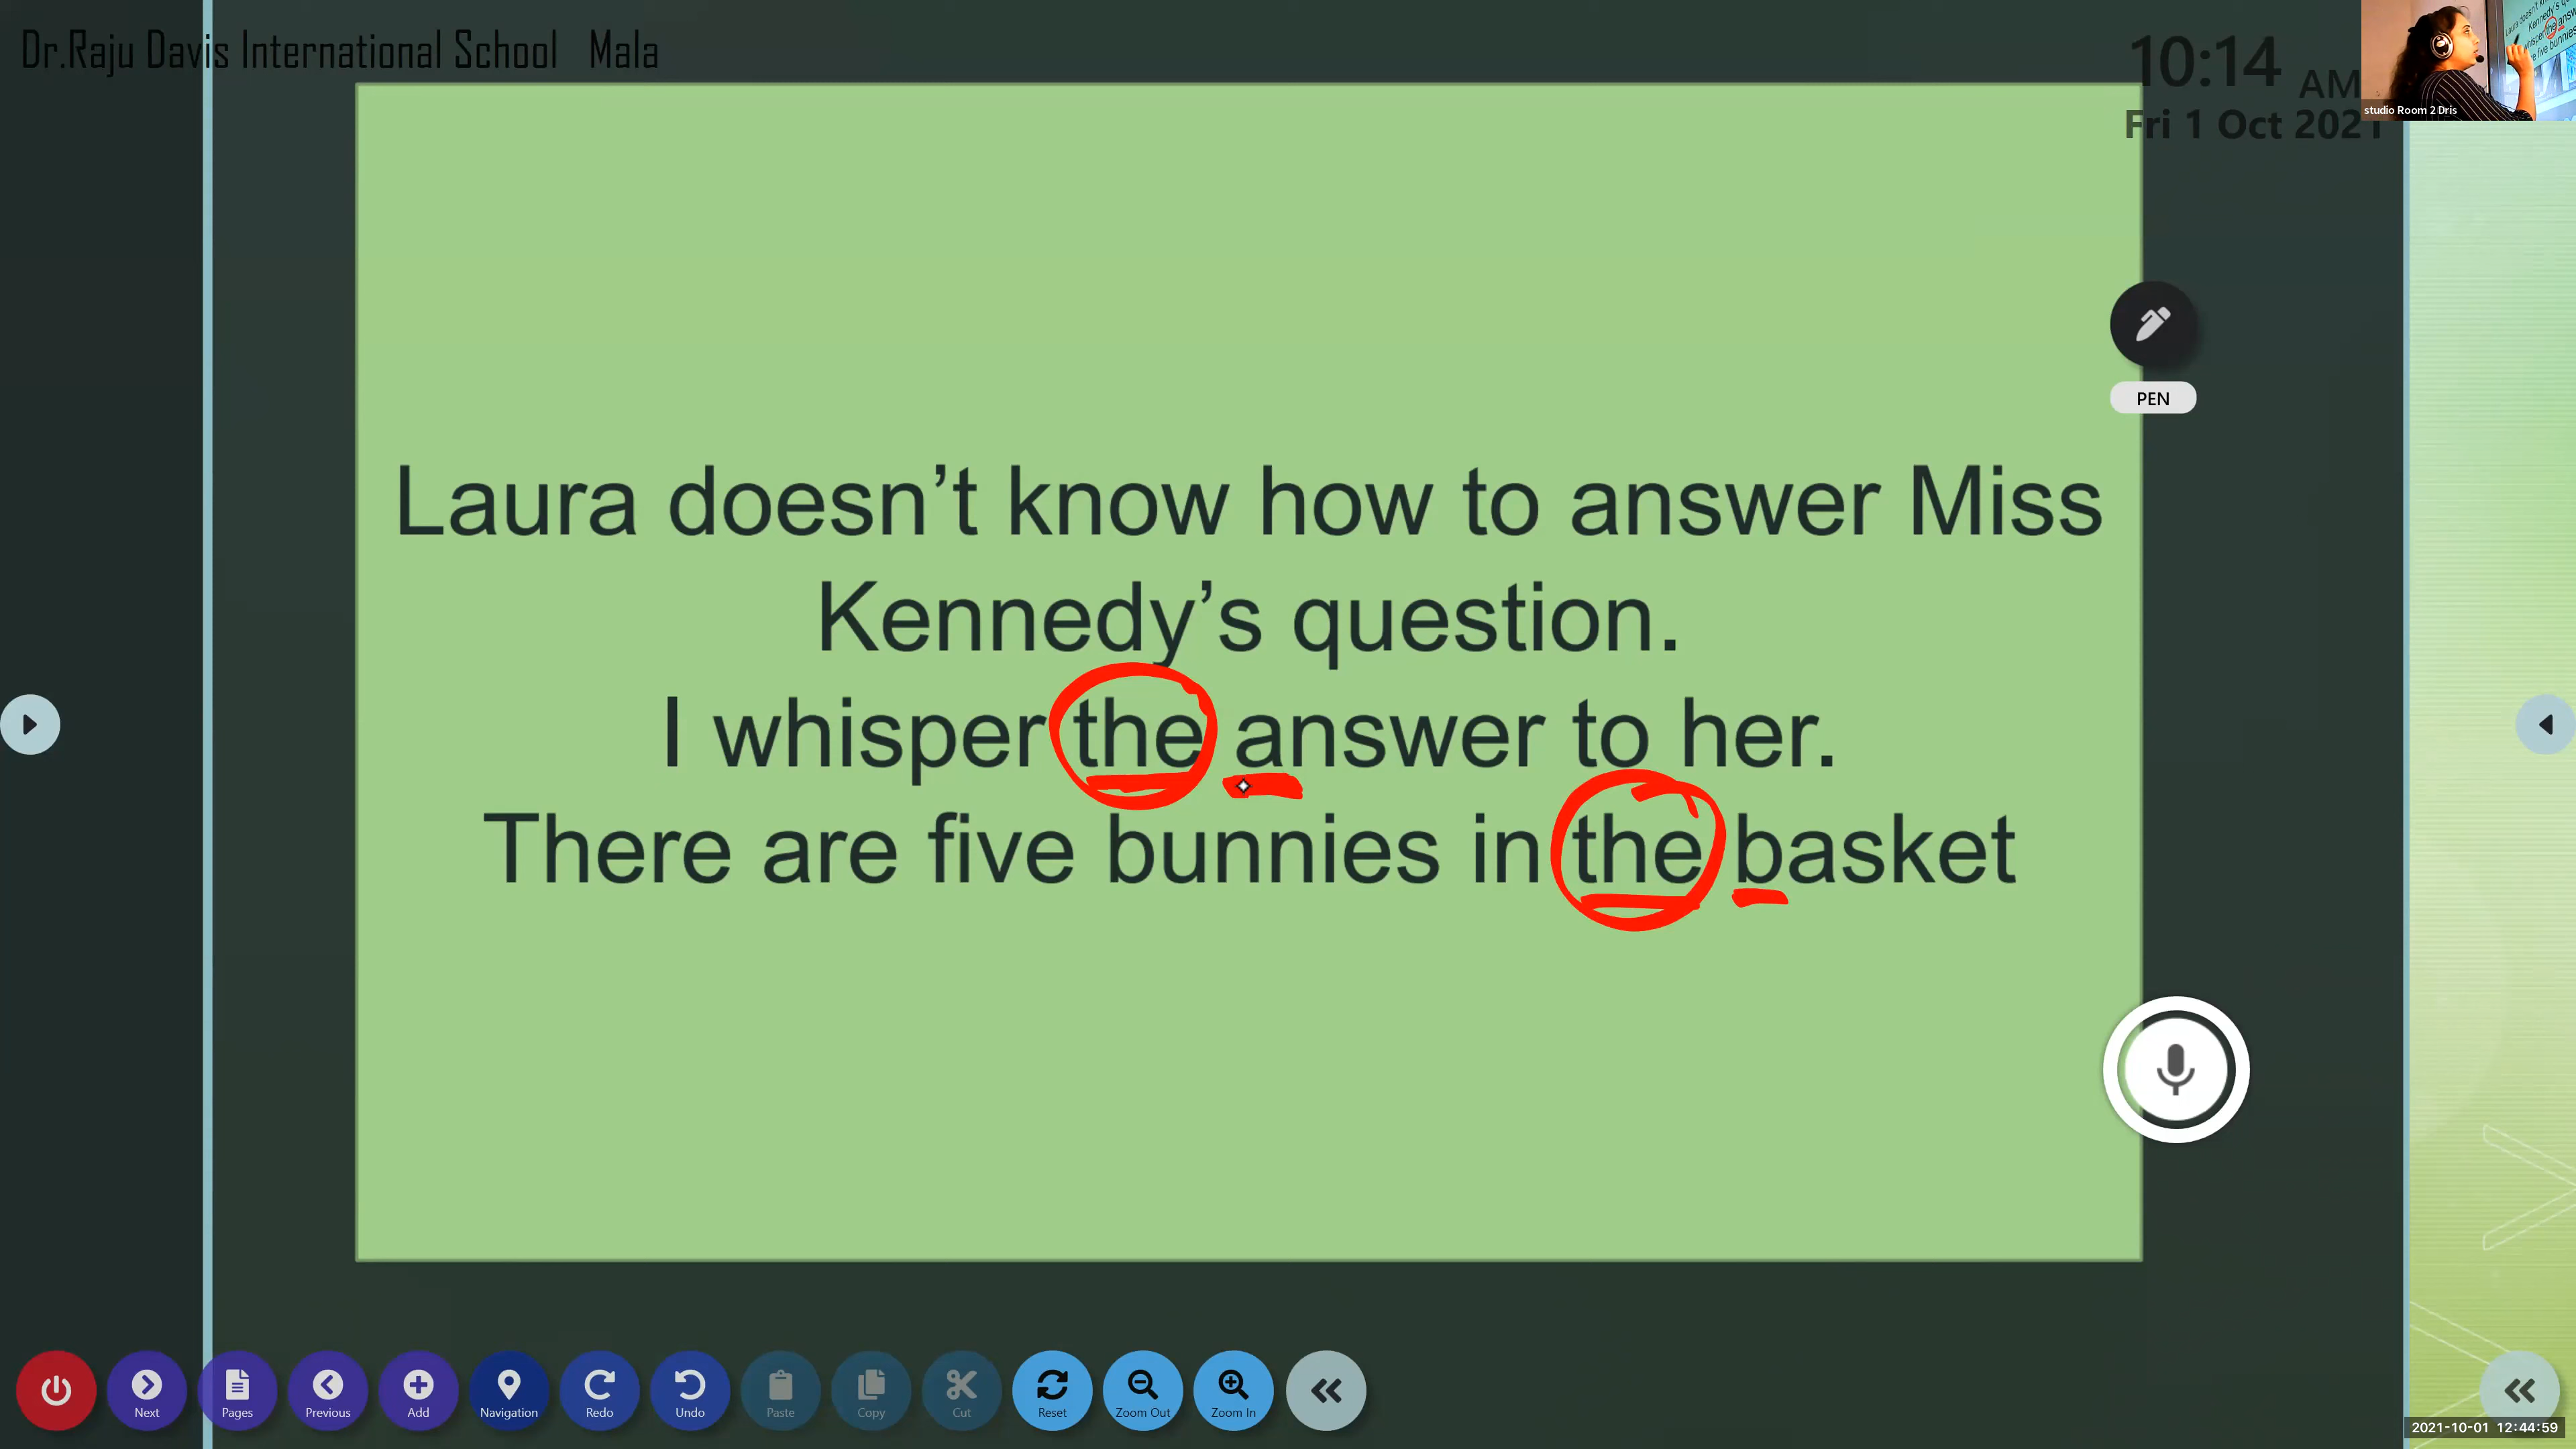 Dr.Raju Davis International School Mala
10:14 AM
Fri 1 Oct 2021
studio Room 2 Dris
PEN
Laura doesn’t know how to answer Miss
Kennedy’s question.
I whisper the answer to her.
There are five bunnies in the basket
Next
Pages
Previous
Add
Navigation
Redo
Undo
Paste
Copy
Cut
Reset
Zoom Out
Zoom In
2021-10-01 12:44:59